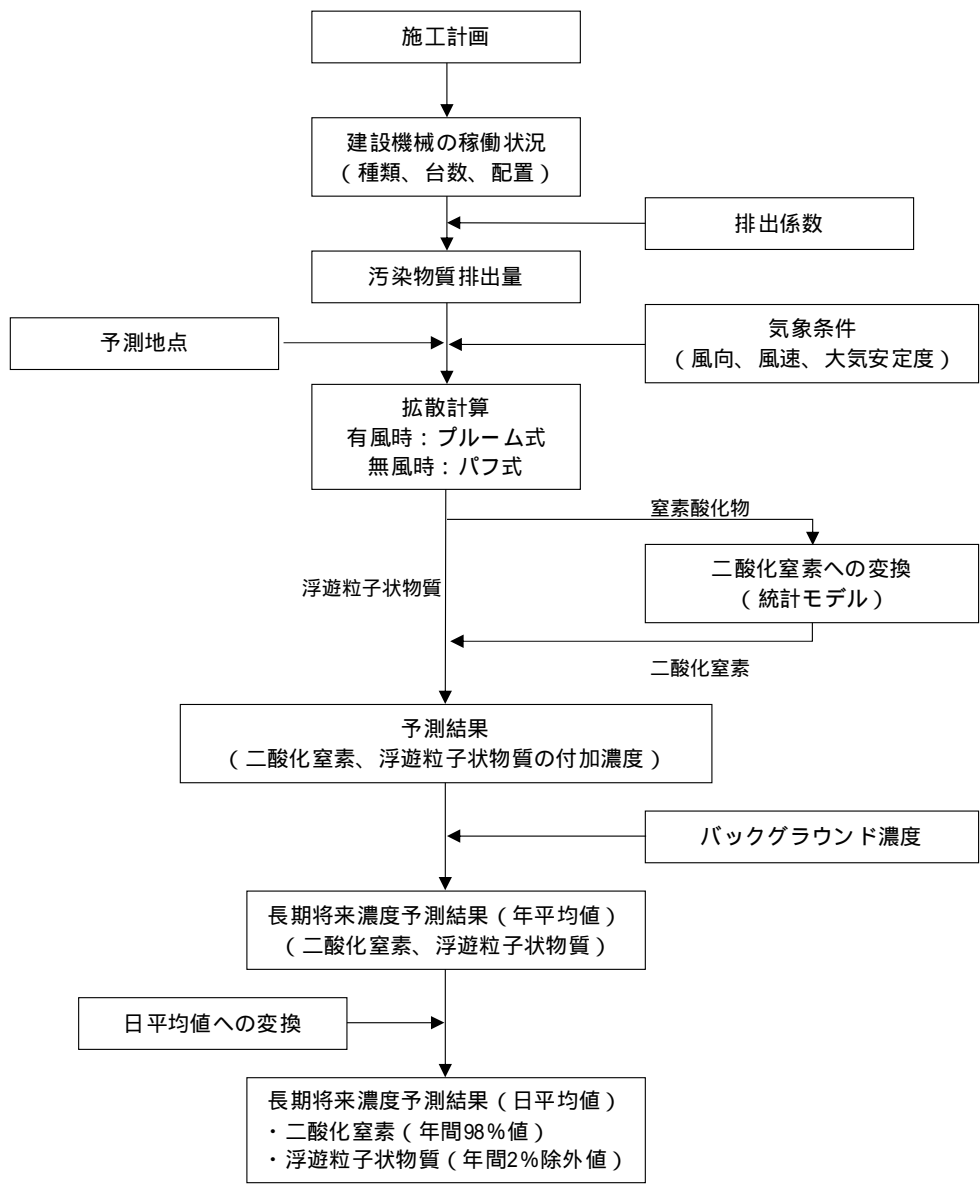 施工計画
建設機械の稼働状況
（種類、台数、配置）
排出係数
汚染物質排出量
予測地点
気象条件
（風向、風速、大気安定度）
拡散計算
有風時：プルーム式
無風時：パフ式
窒素酸化物
二酸化窒素への変換
（統計モデル）
浮遊粒子状物質
二酸化窒素
予測結果
（二酸化窒素、浮遊粒子状物質の付加濃度）
バックグラウンド濃度
長期将来濃度予測結果（年平均値）
（二酸化窒素、浮遊粒子状物質）
日平均値への変換
長期将来濃度予測結果（日平均値）
・二酸化窒素（年間98％値）
・浮遊粒子状物質（年間2％除外値）